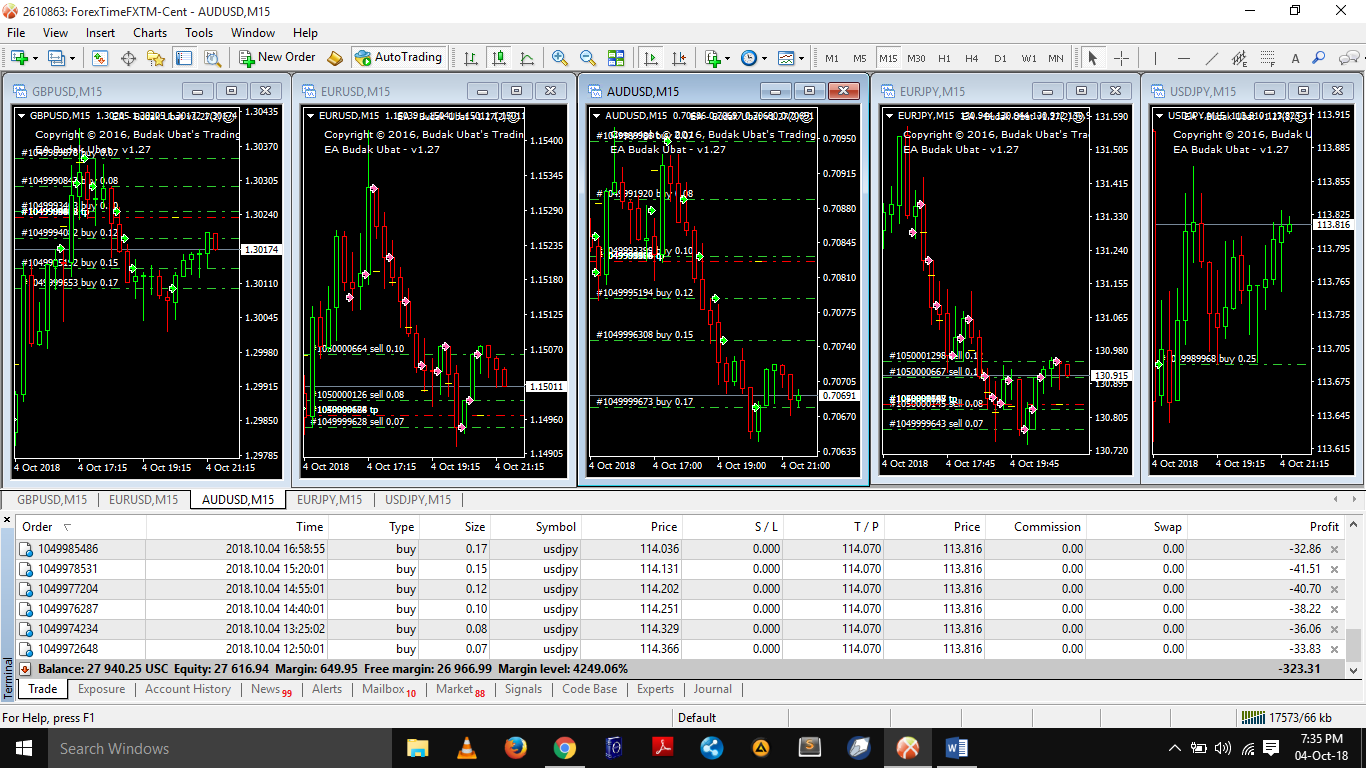 2610863: ForexTimeFXTM-Cent - AUDUSD,M15
File View Insert Charts Tools Window Help
New Order AutoTrading M1 M5 M15 M30 H1 H4 D1 W1 MN
GBPUSD,M15
GBPUSD,M15
Copyright © 2016, Budak Ubat's Trading
EA Budak Ubat - v1.27
#1049990847 buy 0.08
#1049994082 buy 0.12
buy 0.15
#1049999653 buy 0.17
1.30435
1.30370
1.30305
1.30240
1.30174
1.30110
1.30045
1.29980
1.29915
1.29850
1.29785
4 Oct 2018 4 Oct 17:15 4 Oct 19:15 4 Oct 21:15
EURUSD,M15
EURUSD,M15
Copyright © 2016, Budak Ubat's
EA Budak Ubat - v1.27
#1050000664 sell 0.10
#1050000126 sell 0.08
#1049999628 sell 0.07
1.15400
1.15345
1.15290
1.15235
1.15180
1.15125
1.15070
1.15011
1.14960
1.14905
4 Oct 2018 4 Oct 17:15 4 Oct 19:15 4 Oct 21:15
AUDUSD,M15
AUDUSD,M15
Copyright © 2016, Budak Ubat's
EA Budak Ubat - v1.27
#1049991920 buy 0.08
#1049993395 buy 0.10
#1049995194 buy 0.12
#1049996308 buy 0.15
#1049999673 buy 0.17
0.70950
0.70915
0.70880
0.70845
0.70810
0.70775
0.70740
0.70705
0.70691
0.70670
0.70635
4 Oct 2018 4 Oct 17:00 4 Oct 19:00 4 Oct 21:00
EURJPY,M15
EURJPY,M15
Copyright © 2016, Budak Ubat's
EA Budak Ubat - v1.27
#1050001298 sell
#1050000667 sell
sell 0.08
#1049999643 sell 0.07
131.590
131.505
131.415
131.330
131.240
131.155
131.065
130.980
130.915
130.895
130.805
130.720
4 Oct 2018 4 Oct 17:45 4 Oct 19:45
USDJPY,M15
USDJPY,M15
Copyright © 2016, Budak
EA Budak Ubat - v1.27
buy 0.25
113.915
113.885
113.855
113.825
113.816
113.795
113.765
113.735
113.705
113.675
113.645
113.615
4 Oct 2018 4 Oct 19:15 4 Oct 21:15
GBPUSD,M15 EURUSD,M15 AUDUSD,M15 EURJPY,M15 USDJPY,M15
Order Time Type Size Symbol Price S / L T / P Price Commission Swap Profit
1049985486 2018.10.04 16:58:55 buy 0.17 usdjpy 114.036 0.000 114.070 113.816 0.00 0.00 -32.86
1049978531 2018.10.04 15:20:01 buy 0.15 usdjpy 114.131 0.000 114.070 113.816 0.00 0.00 -41.51
1049977204 2018.10.04 14:55:01 buy 0.12 usdjpy 114.202 0.000 114.070 113.816 0.00 0.00 -40.70
1049976287 2018.10.04 14:40:01 buy 0.10 usdjpy 114.251 0.000 114.070 113.816 0.00 0.00 -38.22
1049974234 2018.10.04 13:25:02 buy 0.08 usdjpy 114.329 0.000 114.070 113.816 0.00 0.00 -36.06
1049972648 2018.10.04 12:50:01 buy 0.07 usdjpy 114.366 0.000 114.070 113.816 0.00 0.00 -33.83
Balance: 27 940.25 USC Equity: 27 616.94 Margin: 649.95 Free margin: 26 966.99 Margin level: 4249.06% -323.31
Terminal
Trade Exposure Account History News 99 Alerts Mailbox 10 Market 88 Signals Code Base Experts Journal
For Help, press F1 Default 17573/66 kb
Search Windows
7:35 PM
04-Oct-18